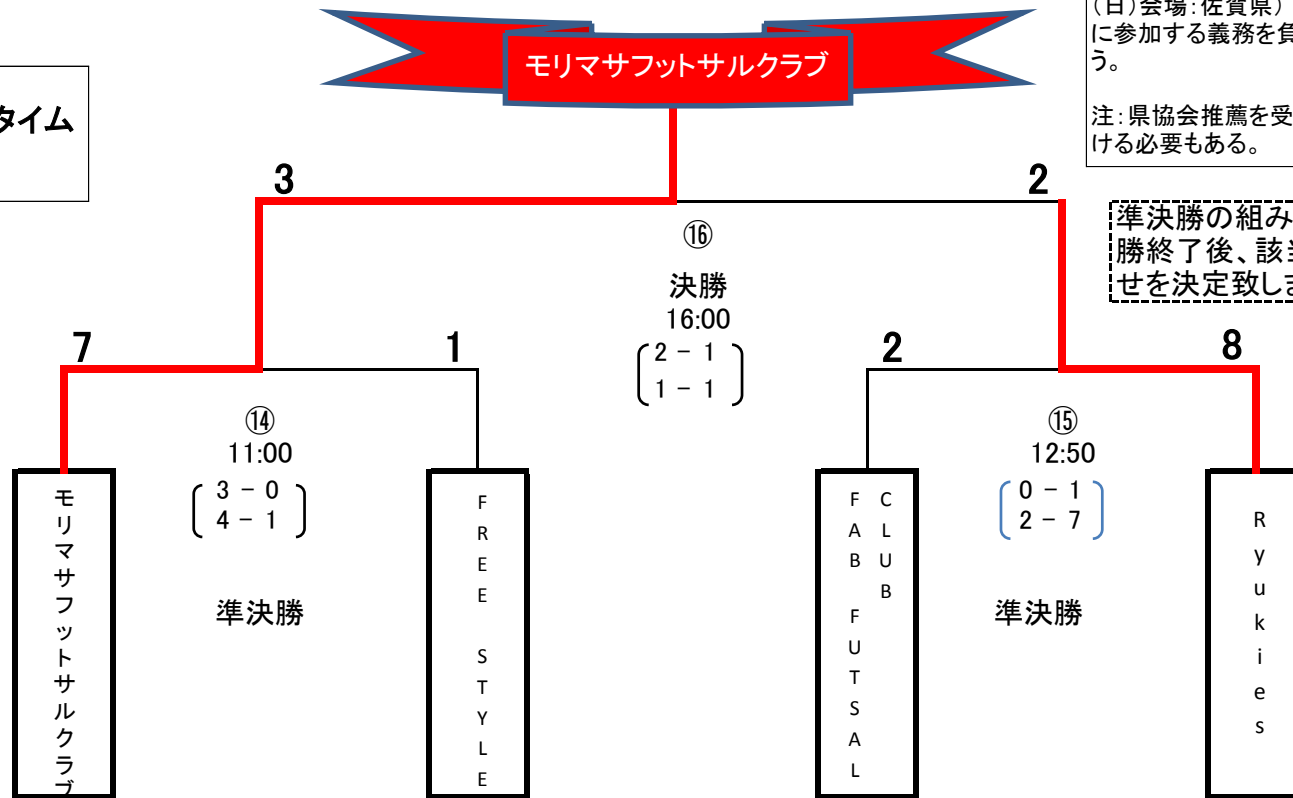 モリマサフットサルクラブ
(日)会場:佐賀県)
に参加する義務を負
う。
注:県協会推薦を受
ける必要もある。
タイム
3
2
⑯
決勝
16:00
2 - 1
1 - 1
準決勝の組み
勝終了後、該当
せを決定致しま
7
1
2
8
⑭
11:00
3 - 0
4 - 1
準決勝
⑮
12:50
0 - 1
2 - 7
準決勝
モリマサフットサルクラブ
FREE STYLE
FAB FUTSAL
CLUB
Ryukies